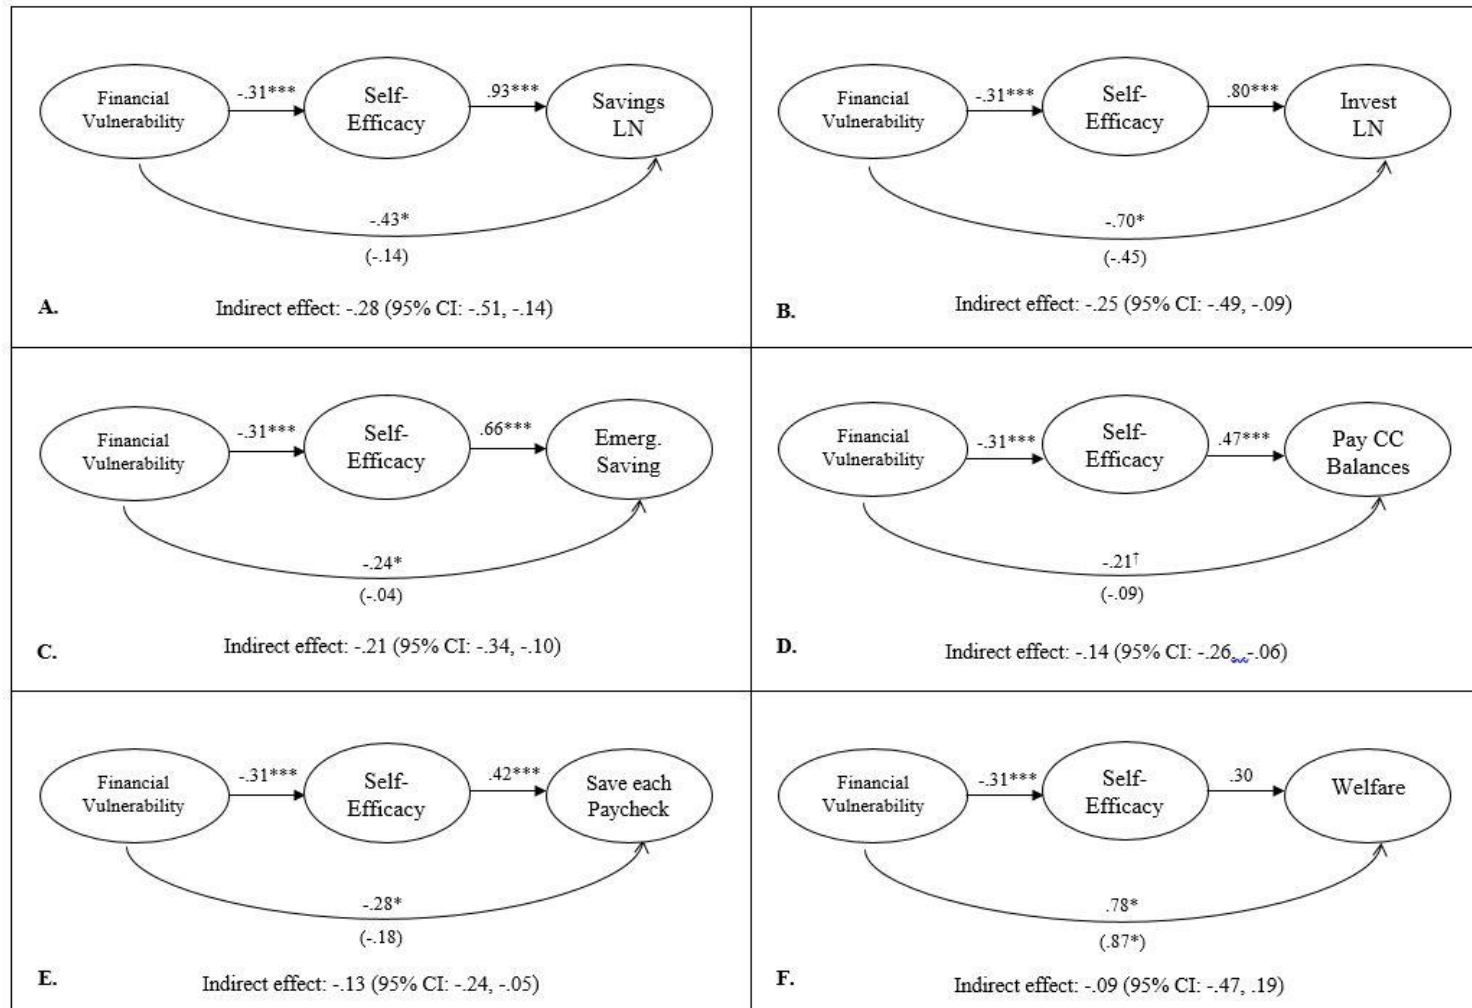 Financial
Vulnerability
-.31***
Self-
Efficacy
.93***
Savings
LN
-.43*
(-.14)
A.
Indirect effect: -.28 (95% CI: -.51, -.14)
Financial
Vulnerability
-.31***
Self-
Efficacy
.80***
Invest
LN
-.70*
(-.45)
B.
Indirect effect: -.25 (95% CI: -.49, -.09)
Financial
Vulnerability
-.31***
Self-
Efficacy
.66***
Emerg.
Saving
-.24*
(-.04)
C.
Indirect effect: -.21 (95% CI: -.34, -.10)
Financial
Vulnerability
-.31***
Self-
Efficacy
.47***
Pay CC
Balances
-.21†
(-.09)
D.
Indirect effect: -.14 (95% CI: -.26, -.06)
Financial
Vulnerability
-.31***
Self-
Efficacy
.42***
Save each
Paycheck
-.28*
(-.18)
E.
Indirect effect: -.13 (95% CI: -.24, -.05)
Financial
Vulnerability
-.31***
Self-
Efficacy
.30
Welfare
.78*
(.87*)
F.
Indirect effect: -.09 (95% CI: -.47, .19)